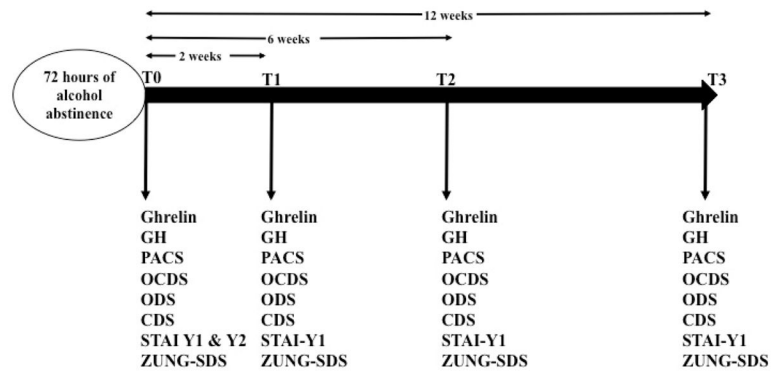 12 weeks
6 weeks
2 weeks
72 hours of
alcohol
abstinence
T0 T1 T2 T3
Ghrelin Ghrelin Ghrelin Ghrelin
GH GH GH GH
PACS PACS PACS PACS
OCDS OCDS OCDS OCDS
ODS ODS ODS ODS
CDS CDS CDS CDS
STAI Y1 & Y2 STAI-Y1 STAI-Y1 STAI-Y1
ZUNG-SDS ZUNG-SDS ZUNG-SDS ZUNG-SDS